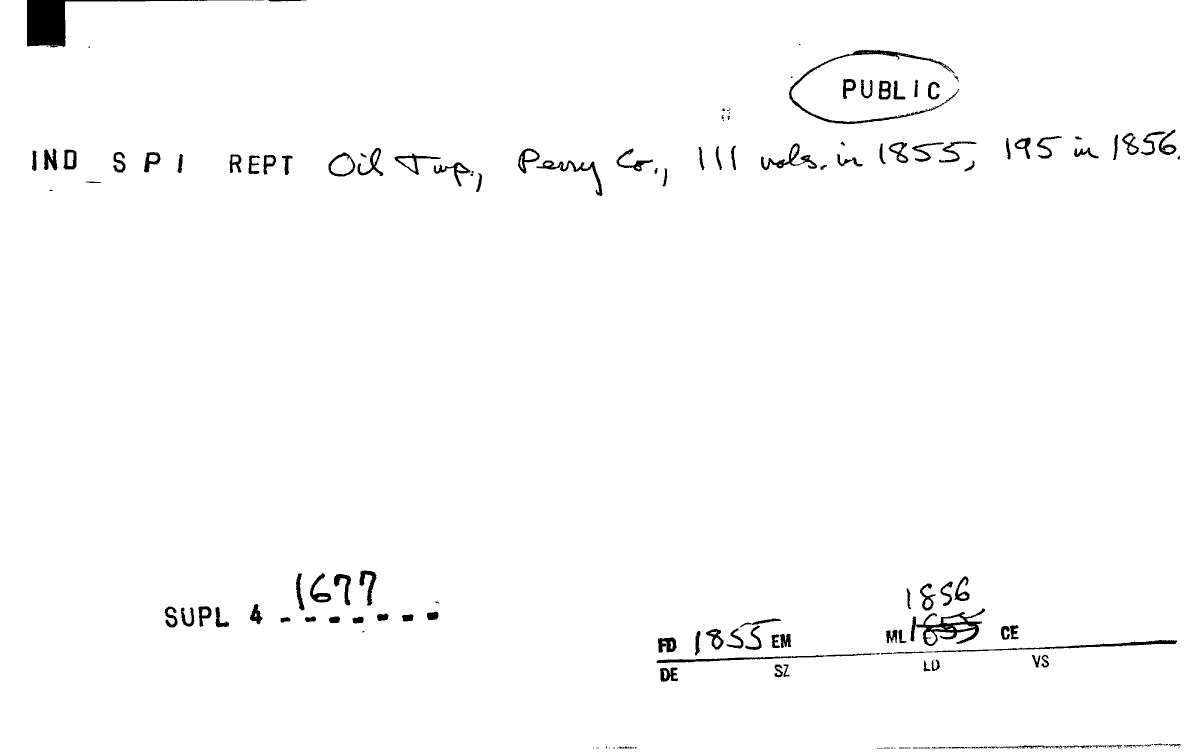 PUBLIC
IND S P I REPT Oil Twp., Perry Co., 111 vols. in 1855, 195 in 1856.
1677
SUPL 4 - - - - - - -
1856
FD 1855 EM ML 1855 CE
DE SZ LD VS